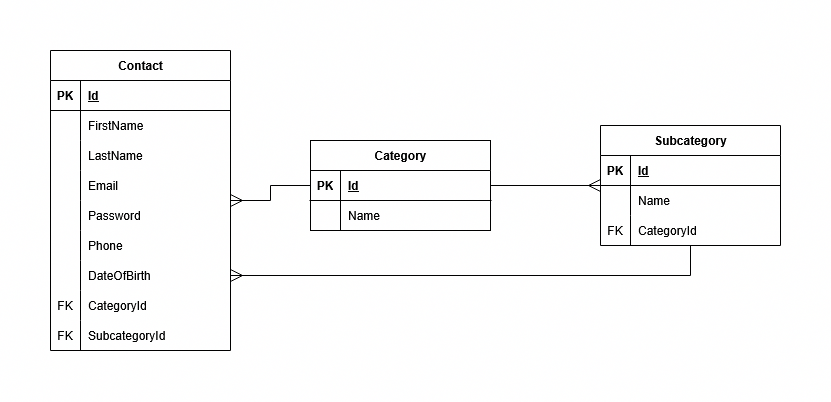 Contact
PK Id
FirstName
LastName
Email
Password
Phone
DateOfBirth
FK CategoryId
FK SubcategoryId
Category
PK Id
Name
Subcategory
PK Id
Name
FK CategoryId